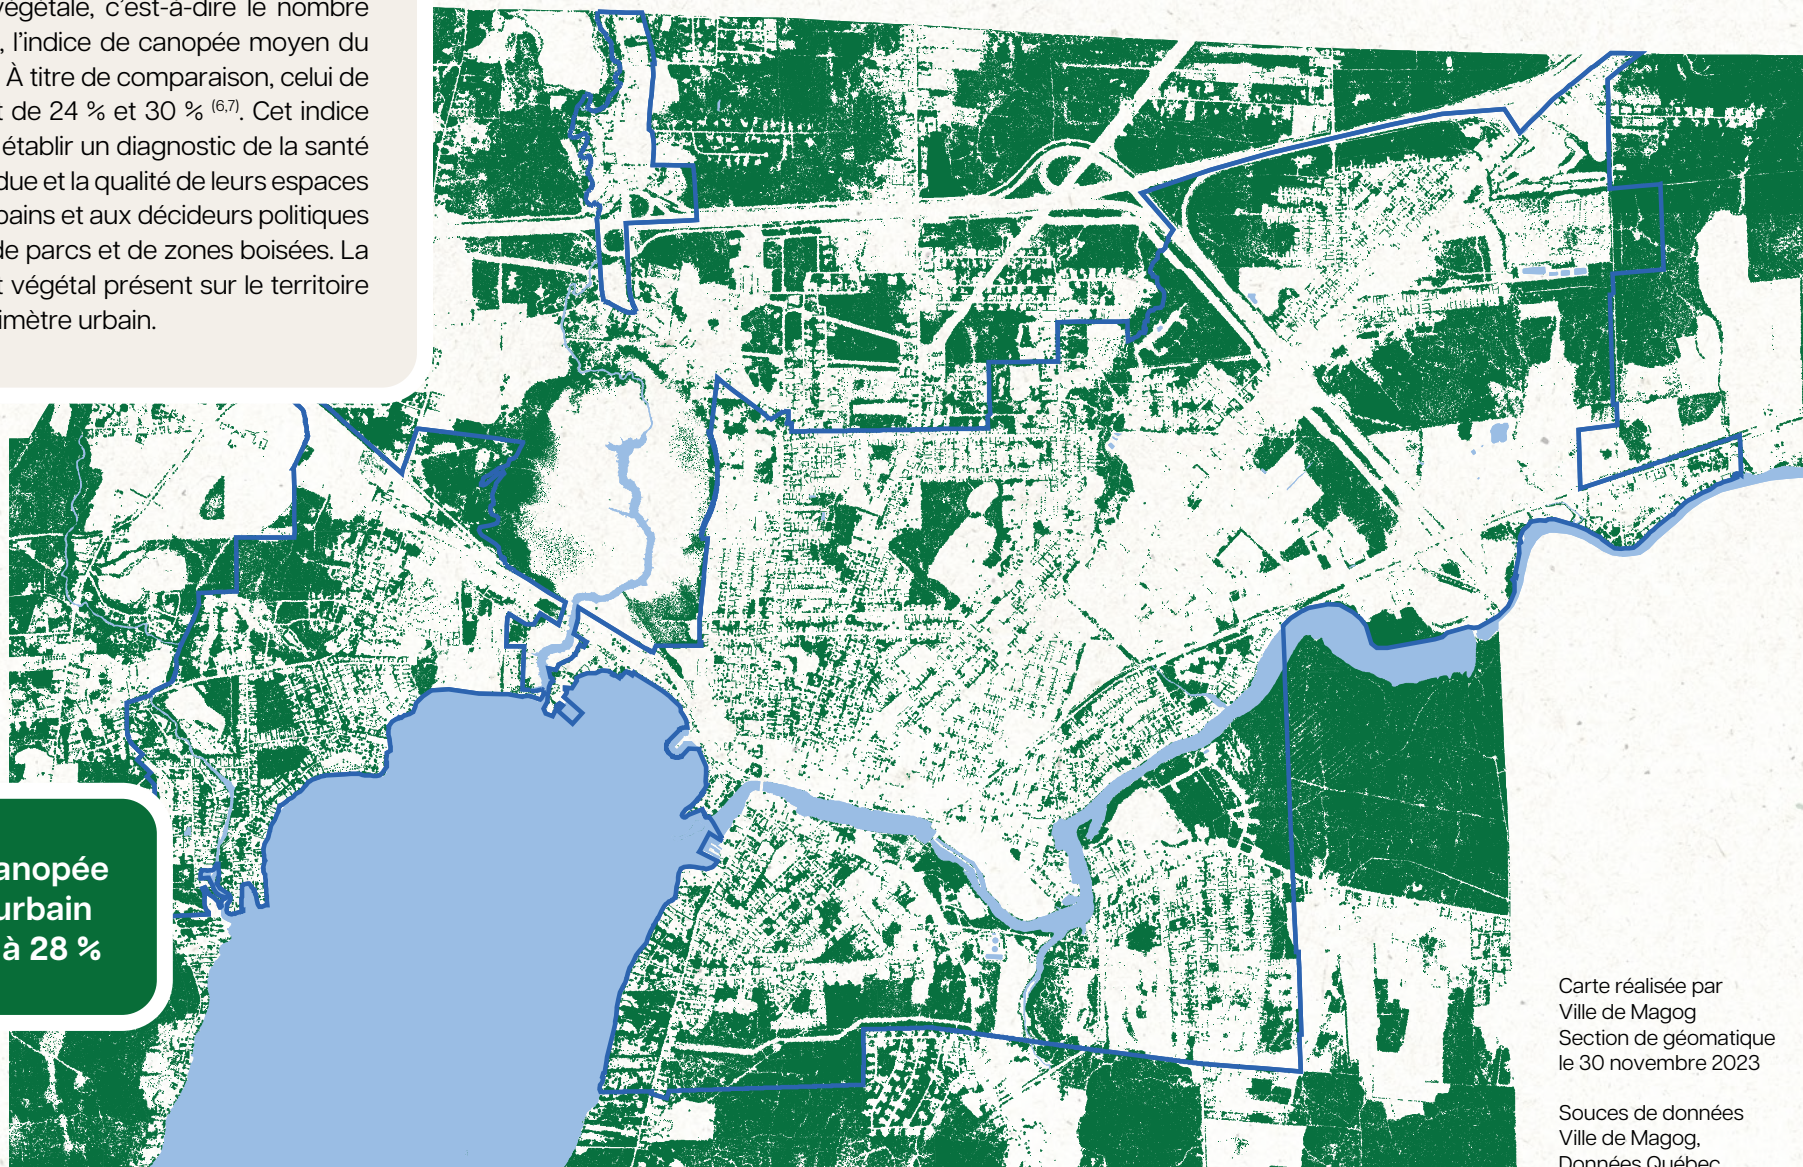 végétale, c'est-à-dire le nombre
, l'indice de canopée moyen du
À titre de comparaison, celui de
t de 24 % et 30 % (6,7). Cet indice
établir un diagnostic de la santé
due et la qualité de leurs espaces
bains et aux décideurs politiques
de parcs et de zones boisées. La
t végétal présent sur le territoire
imètre urbain.
anopée
urbain
à 28 %
Carte réalisée par
Ville de Magog
Section de géomatique
le 30 novembre 2023
Souces de données
Ville de Magog,
Données Québec